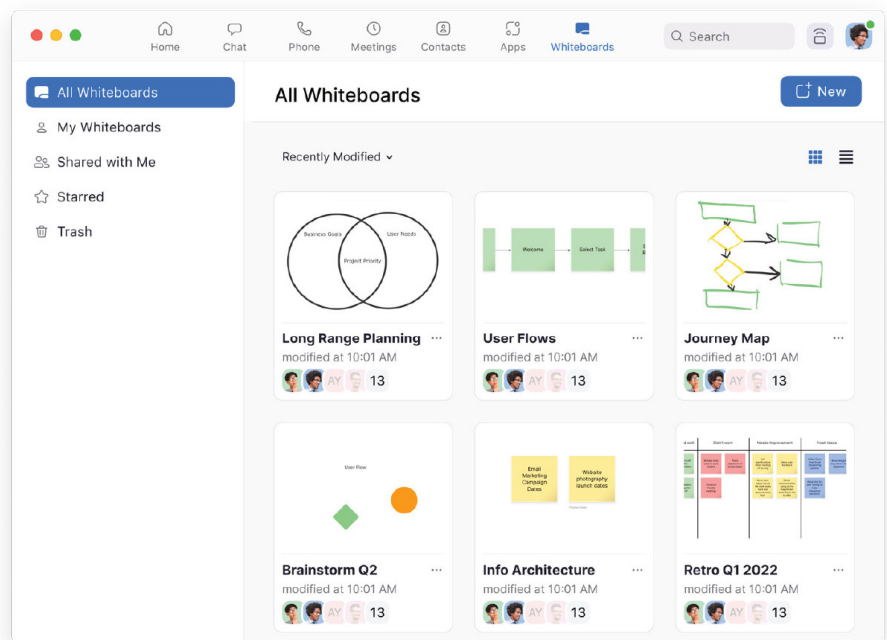 Home
Chat
Phone
Meetings
Contacts
Apps
Whiteboards
Search
All Whiteboards
My Whiteboards
Shared with Me
Starred
Trash
All Whiteboards
New
Recently Modified
Business Goals
User Needs
Project Priority
Long Range Planning
modified at 10:01 AM
AY
13
Welcome
Select Task
User Flows
modified at 10:01 AM
AY
13
Journey Map
modified at 10:01 AM
AY
13
User Flow
Brainstorm Q2
modified at 10:01 AM
AY
13
Email
Marketing
Campaign
Dates
Website
photography
launch dates
Info Architecture
modified at 10:01 AM
AY
13
Retro Q1 2022
modified at 10:01 AM
AY
13